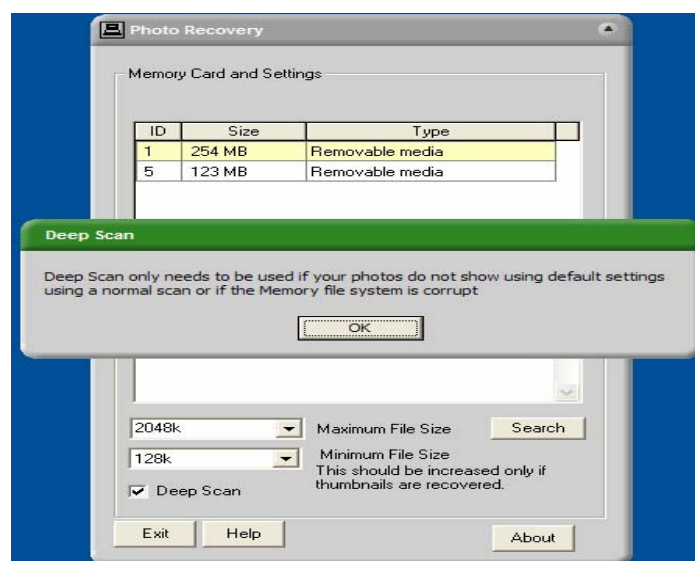 Photo Recovery
Memory Card and Settings
ID Size Type
1 254 MB Removable media
5 123 MB Removable media
Deep Scan
Deep Scan only needs to be used if your photos do not show using default settings
using a normal scan or if the Memory file system is corrupt
OK
2048k Maximum File Size Search
128k Minimum File Size
This should be increased only if
thumbnails are recovered.
Deep Scan
Exit Help About